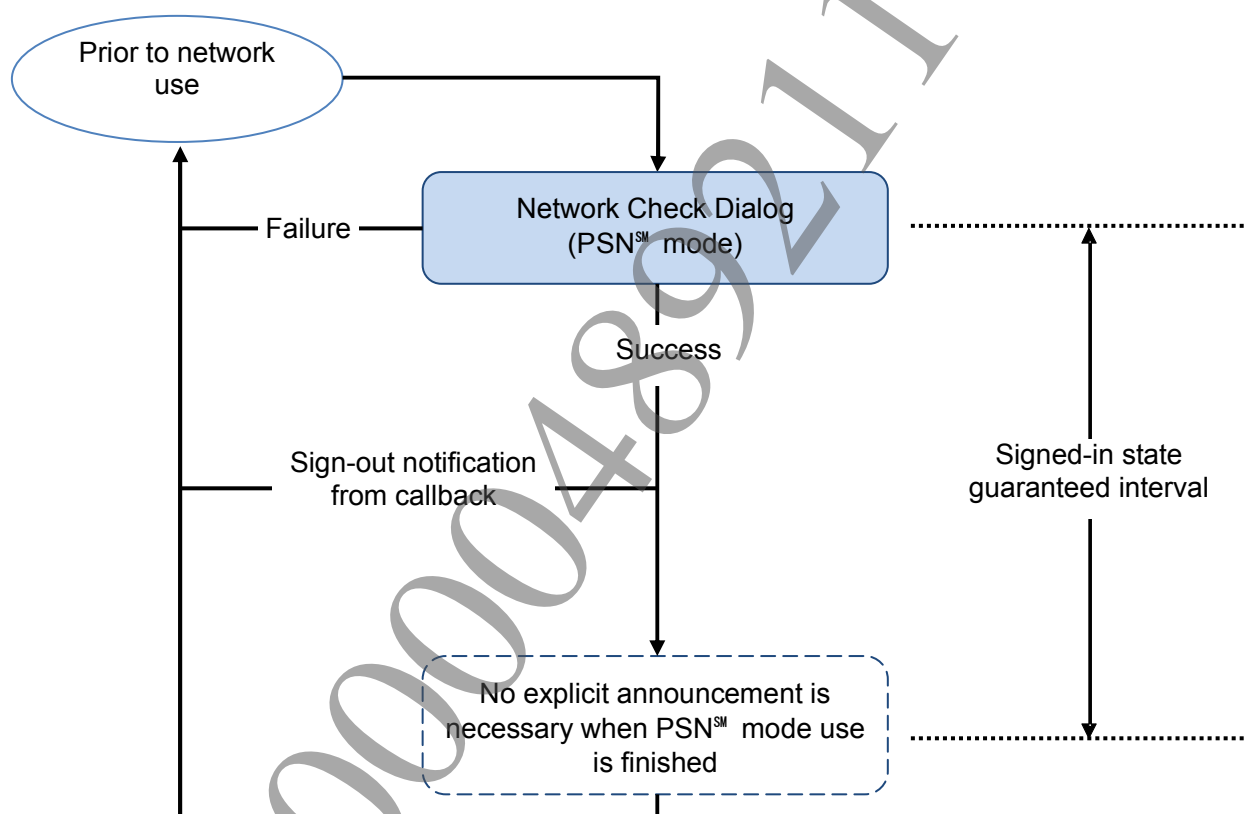 Prior to network
use
Network Check Dialog
(PSN℠ mode)
Failure
Success
Sign-out notification
from callback
Signed-in state
guaranteed interval
No explicit announcement is
necessary when PSN℠ mode use
is finished
000489211